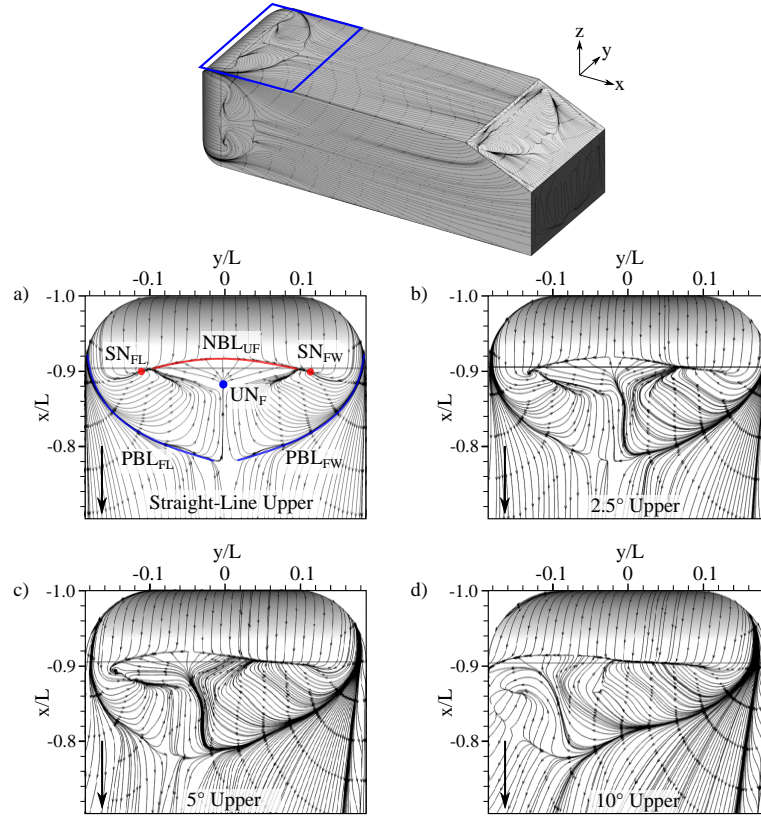 z
y
x
y/L
y/L
a)
-0.1
0
0.1
b)
-0.1
0
0.1
-1.0
-1.0
NBL_UF
SN_FL
SN_FW
-0.9
-0.9
UN_F
x/L
x/L
-0.8
-0.8
PBL_FL
PBL_FW
Straight-Line Upper
2.5° Upper
y/L
y/L
c)
-0.1
0
0.1
d)
-0.1
0
0.1
-1.0
-1.0
-0.9
-0.9
x/L
x/L
-0.8
-0.8
5° Upper
10° Upper